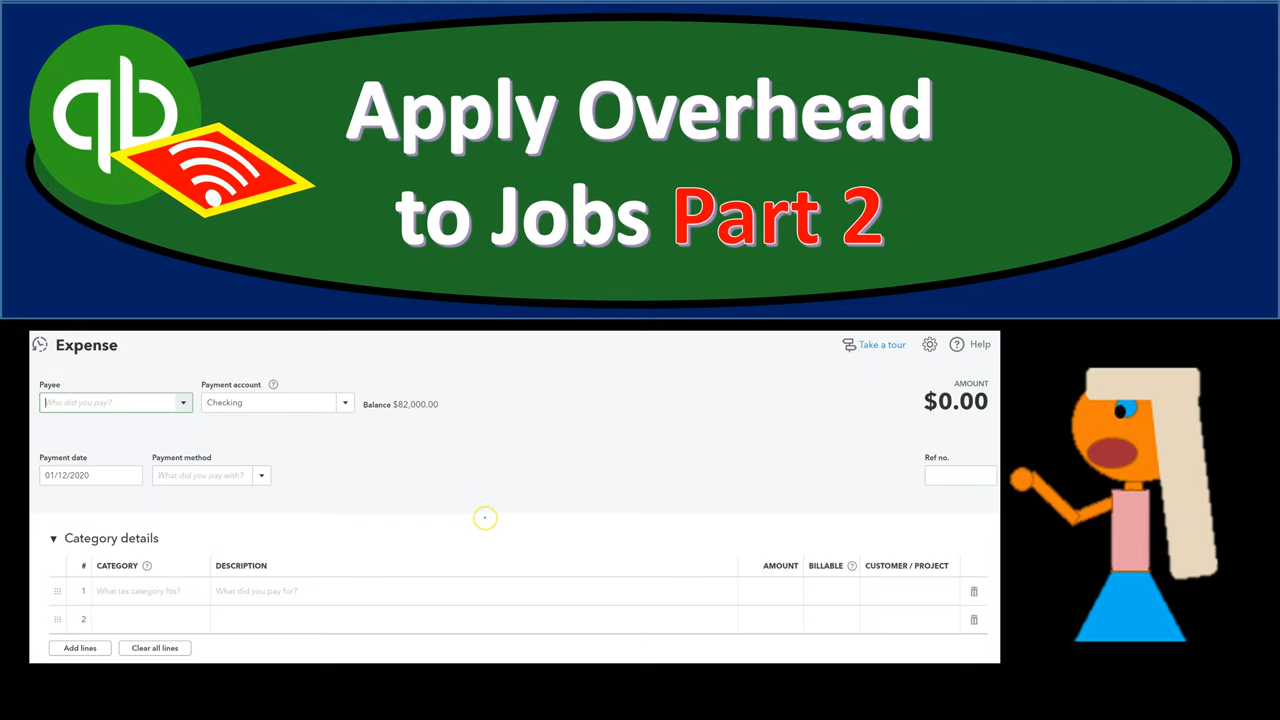 qb
Apply Overhead
to Jobs Part 2
Expense
Take a tour
Help
Payee
Payment account
AMOUNT
Who did you pay?
Checking
Balance $82,000.00
$0.00
Payment date
Payment method
Ref no.
01/12/2020
What did you pay with?
Category details
# CATEGORY DESCRIPTION AMOUNT BILLABLE CUSTOMER / PROJECT
1 What tax category fits? What did you pay for?
2
Add lines
Clear all lines